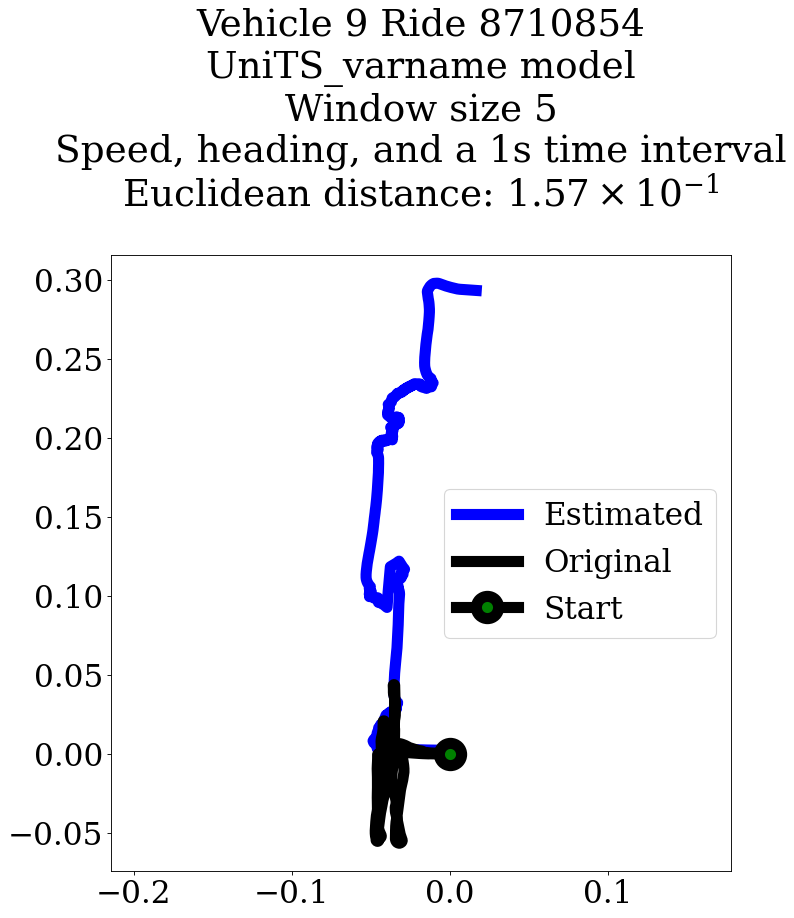 Vehicle 9 Ride 8710854
UniTS_varname model
Window size 5
Speed, heading, and a 1s time interval
Euclidean distance: 1.57 × 10⁻¹
0.30
0.25
0.20
0.15
0.10
0.05
0.00
−0.05
Estimated
Original
Start
−0.2
−0.1
0.0
0.1